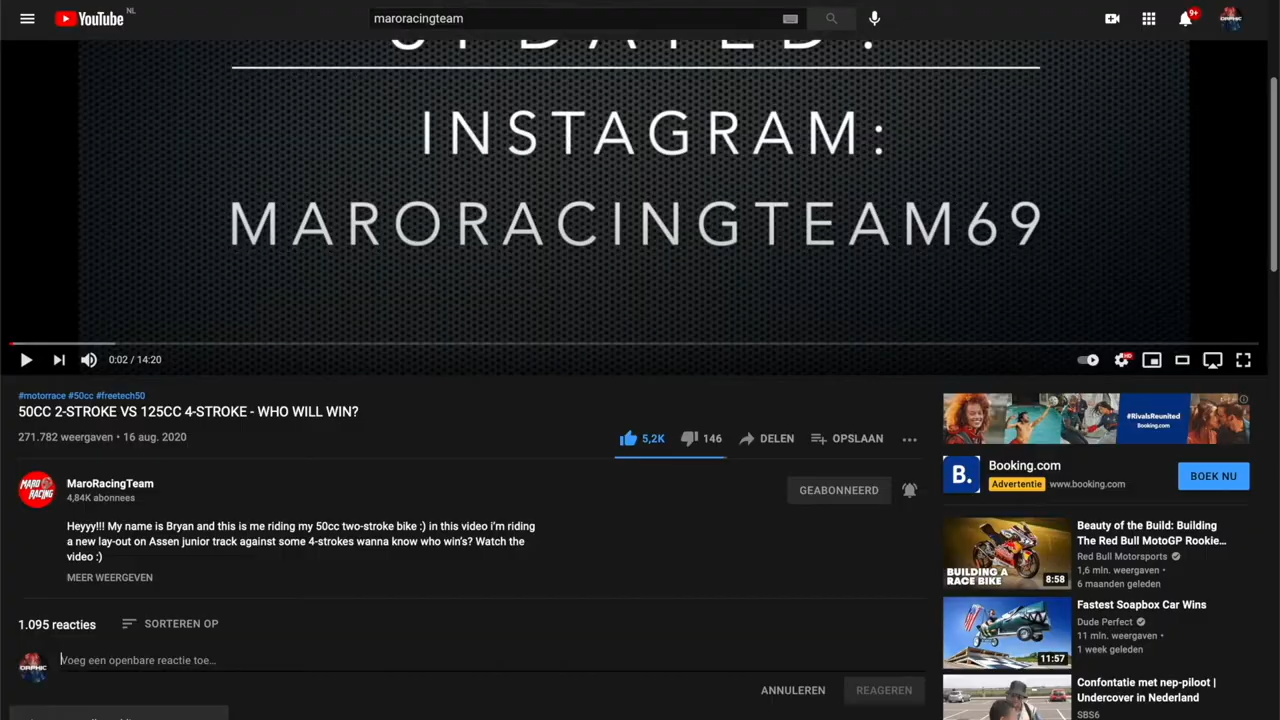 YouTube NL
maroracingteam
9+
UPDATED!
INSTAGRAM:
MARORACINGTEAM69
0:02 / 14:20
HD
#motorrace #50cc #freetech50
50CC 2-STROKE VS 125CC 4-STROKE - WHO WILL WIN?
271.782 weergaven • 16 aug. 2020
5,2K
146
DELEN
OPSLAAN
MARO RACING
MaroRacingTeam
4,84K abonnees
GEABONNEERD
Heyyy!!! My name is Bryan and this is me riding my 50cc two-stroke bike :) in this video i'm riding
a new lay-out on Assen junior track against some 4-strokes wanna know who win's? Watch the
video :)
MEER WEERGEVEN
1.095 reacties
SORTEREN OP
ORPHIC
Voeg een openbare reactie toe...
ANNULEREN
REAGEREN
#RivalsReunited
Booking.com
B.
Booking.com
Advertentie www.booking.com
BOEK NU
BUILDING A
RACE BIKE
8:58
Beauty of the Build: Building
The Red Bull MotoGP Rookie...
Red Bull Motorsports
1,6 mln. weergaven •
6 maanden geleden
11:57
Fastest Soapbox Car Wins
Dude Perfect
11 mln. weergaven •
1 week geleden
Confontatie met nep-piloot |
Undercover in Nederland
SBS6